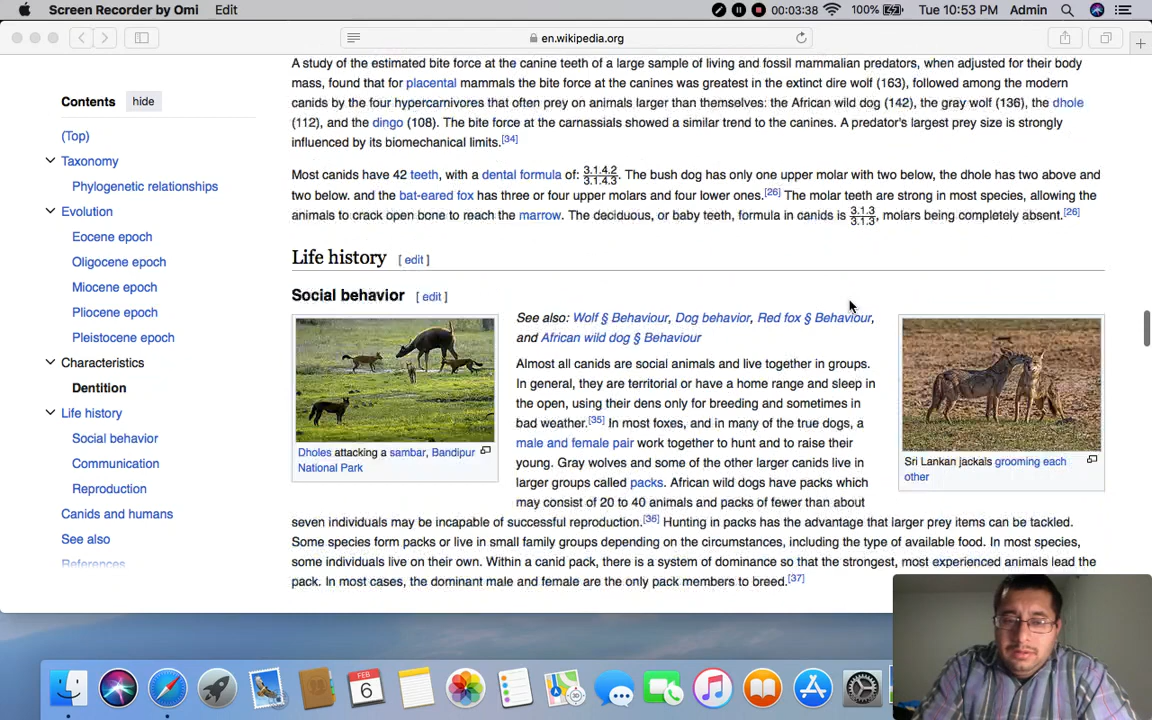 Screen Recorder by Omi Edit 00:03:38 100% Tue 10:53 PM Admin
en.wikipedia.org
A study of the estimated bite force at the canine teeth of a large sample of living and fossil mammalian predators, when adjusted for their body
mass, found that for placental mammals the bite force at the canines was greatest in the extinct dire wolf (163), followed among the modern
canids by the four hypercarnivores that often prey on animals larger than themselves: the African wild dog (142), the gray wolf (136), the dhole
(112), and the dingo (108). The bite force at the carnassials showed a similar trend to the canines. A predator's largest prey size is strongly
influenced by its biomechanical limits.[34]
Most canids have 42 teeth, with a dental formula of: 3.1.4.2/3.1.4.3. The bush dog has only one upper molar with two below, the dhole has two above and
two below. and the bat-eared fox has three or four upper molars and four lower ones.[26] The molar teeth are strong in most species, allowing the
animals to crack open bone to reach the marrow. The deciduous, or baby teeth, formula in canids is 3.1.3/3.1.3, molars being completely absent.[26]
Contents hide
(Top)
Taxonomy
Phylogenetic relationships
Evolution
Eocene epoch
Oligocene epoch
Miocene epoch
Pliocene epoch
Pleistocene epoch
Characteristics
Dentition
Life history
Social behavior
Communication
Reproduction
Canids and humans
See also
References
Life history [ edit ]
Social behavior [ edit ]
Dholes attacking a sambar, Bandipur
National Park
See also: Wolf § Behaviour, Dog behavior, Red fox § Behaviour,
and African wild dog § Behaviour
Almost all canids are social animals and live together in groups.
In general, they are territorial or have a home range and sleep in
the open, using their dens only for breeding and sometimes in
bad weather.[35] In most foxes, and in many of the true dogs, a
male and female pair work together to hunt and to raise their
young. Gray wolves and some of the other larger canids live in
larger groups called packs. African wild dogs have packs which
may consist of 20 to 40 animals and packs of fewer than about
seven individuals may be incapable of successful reproduction.[36] Hunting in packs has the advantage that larger prey items can be tackled.
Some species form packs or live in small family groups depending on the circumstances, including the type of available food. In most species,
some individuals live on their own. Within a canid pack, there is a system of dominance so that the strongest, most experienced animals lead the
pack. In most cases, the dominant male and female are the only pack members to breed.[37]
Sri Lankan jackals grooming each
other
FEB
6